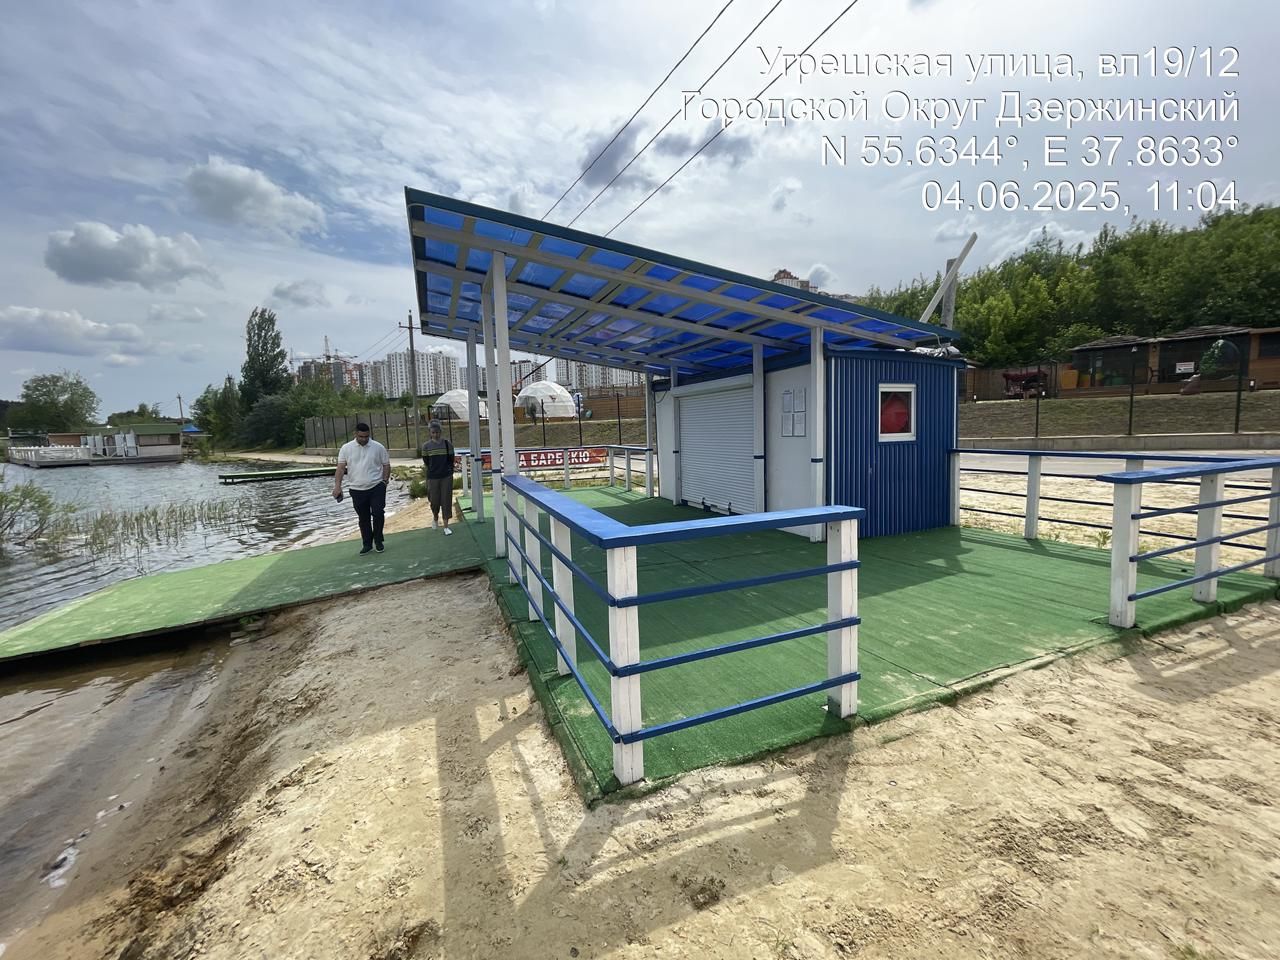 Угрешская улица, вл19/12
Городской Округ Дзержинский
N 55.6344°, E 37.8633°
04.06.2025, 11:04
БАРБЕКЮ